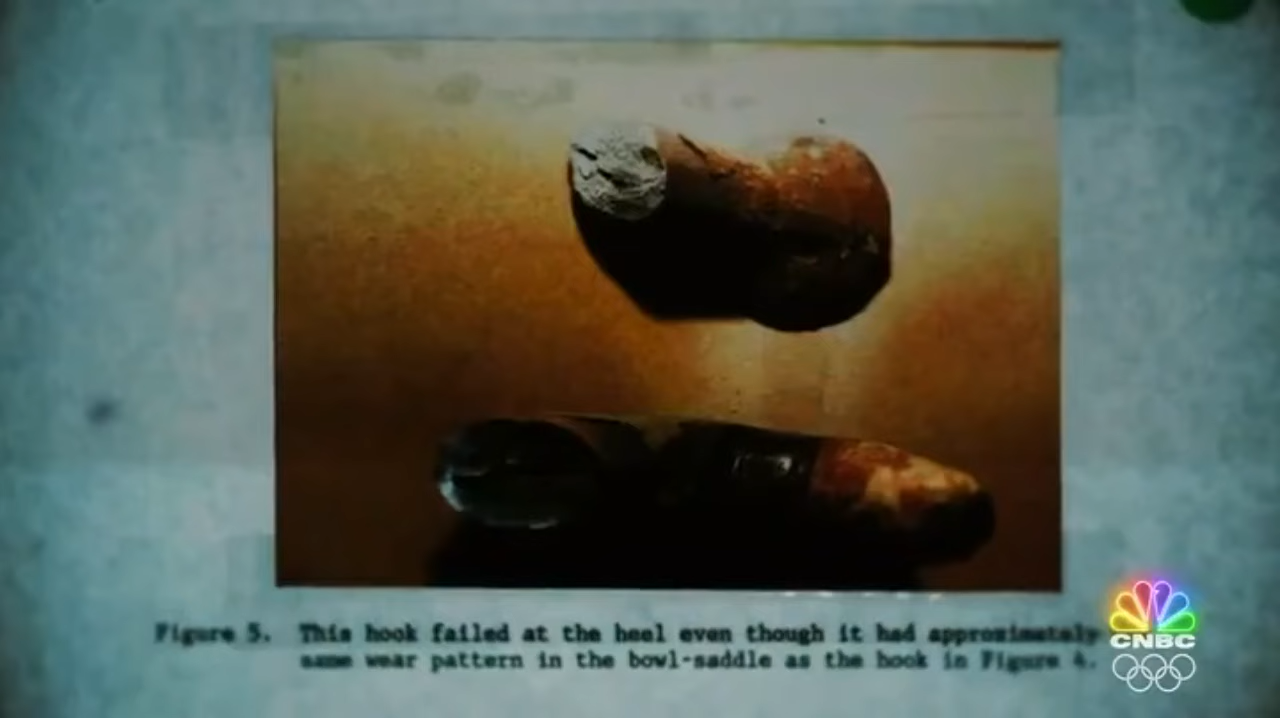 Figure 5. This hook failed at the heel even though it had approximately
same wear pattern in the bowl-saddle as the hook in Figure 4.
CNBC